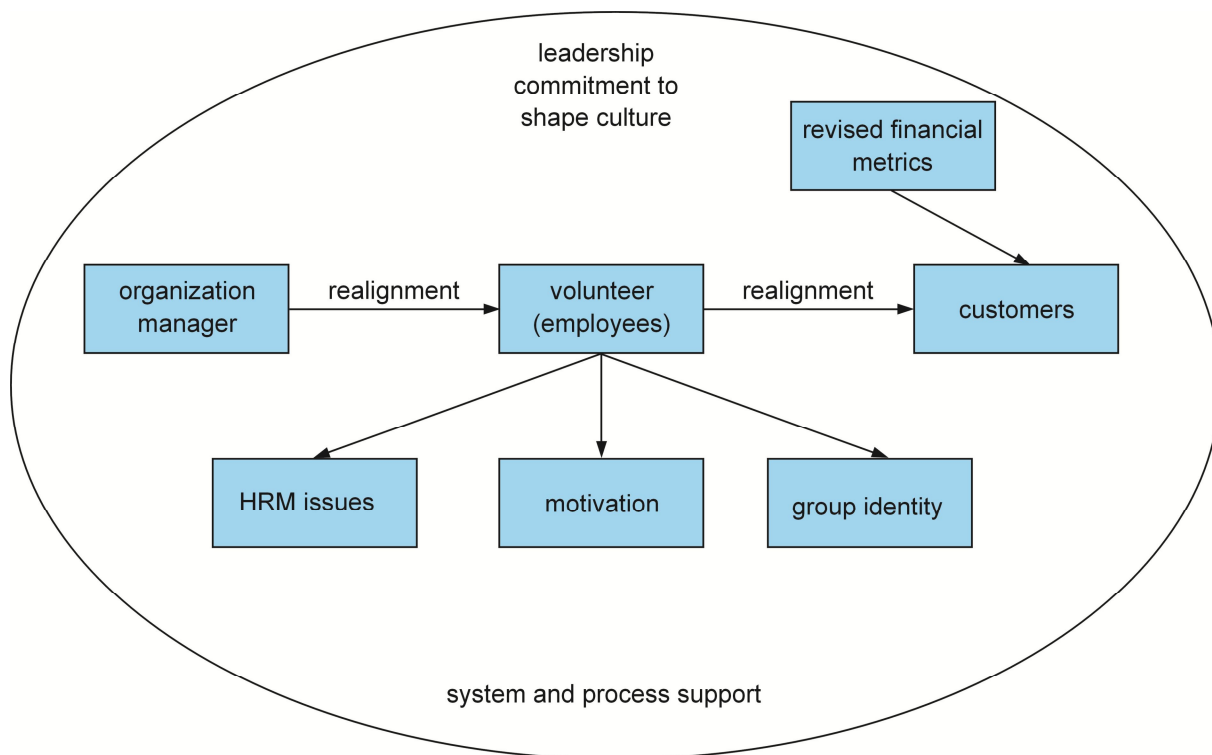 leadership
commitment to
shape culture
revised financial
metrics
organization
manager
realignment
volunteer
(employees)
realignment
customers
HRM issues
motivation
group identity
system and process support